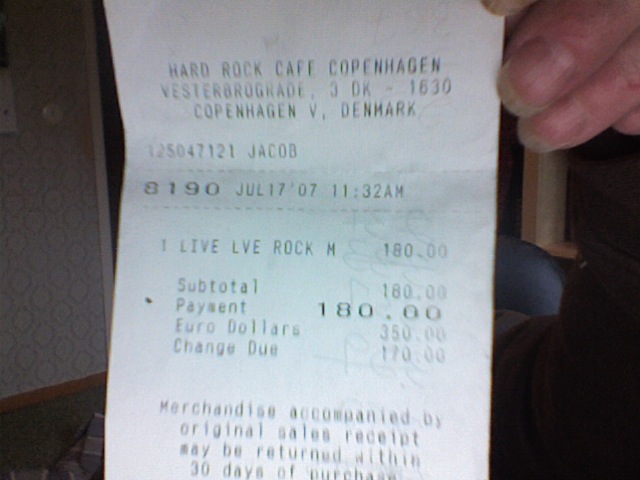 HARD ROCK CAFE COPENHAGEN
VESTERBROGRADE, 3 DK - 1630
COPENHAGEN V, DENMARK
125047121 JACOB
8190 JUL17'07 11:32AM
1 LIVE LVE ROCK M 180.00
Subtotal 180.00
Payment 180.00
Euro Dollars 350.00
Change Due 170.00
Merchandise accompanied by
original sales receipt
may be returned within
30 days of purchase